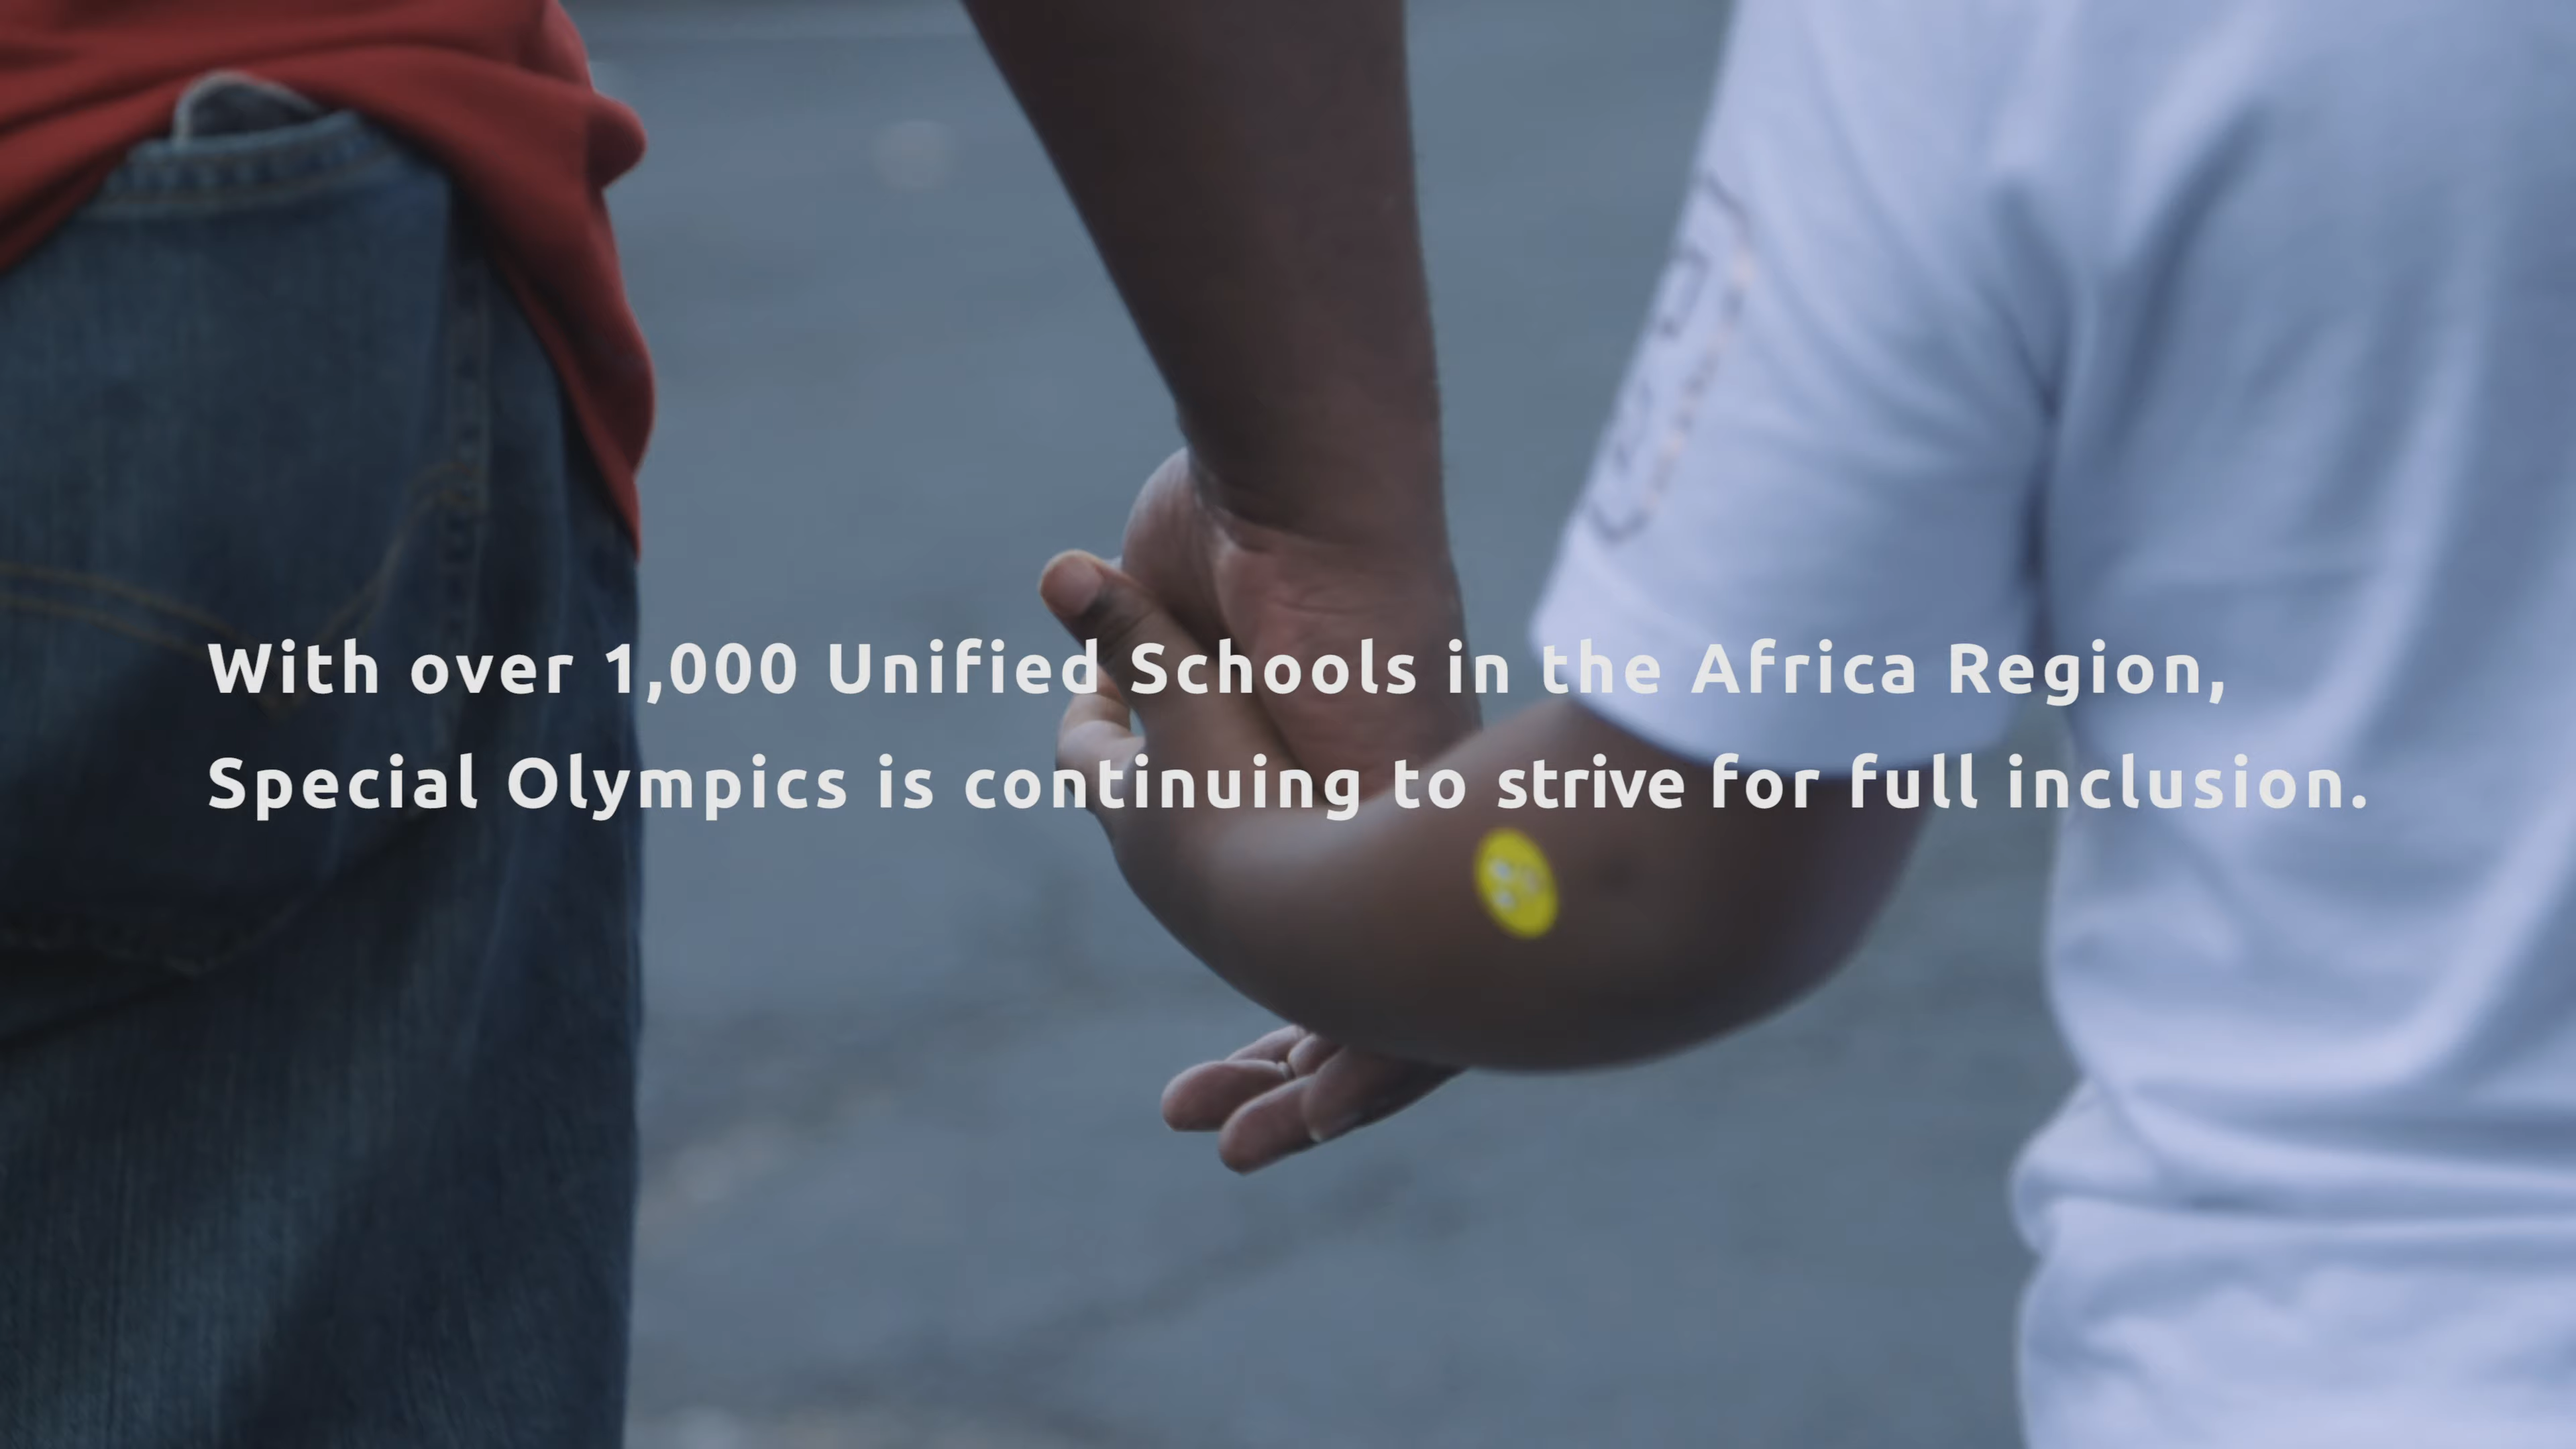 With over 1,000 Unified Schools in the Africa Region,
Special Olympics is continuing to strive for full inclusion.